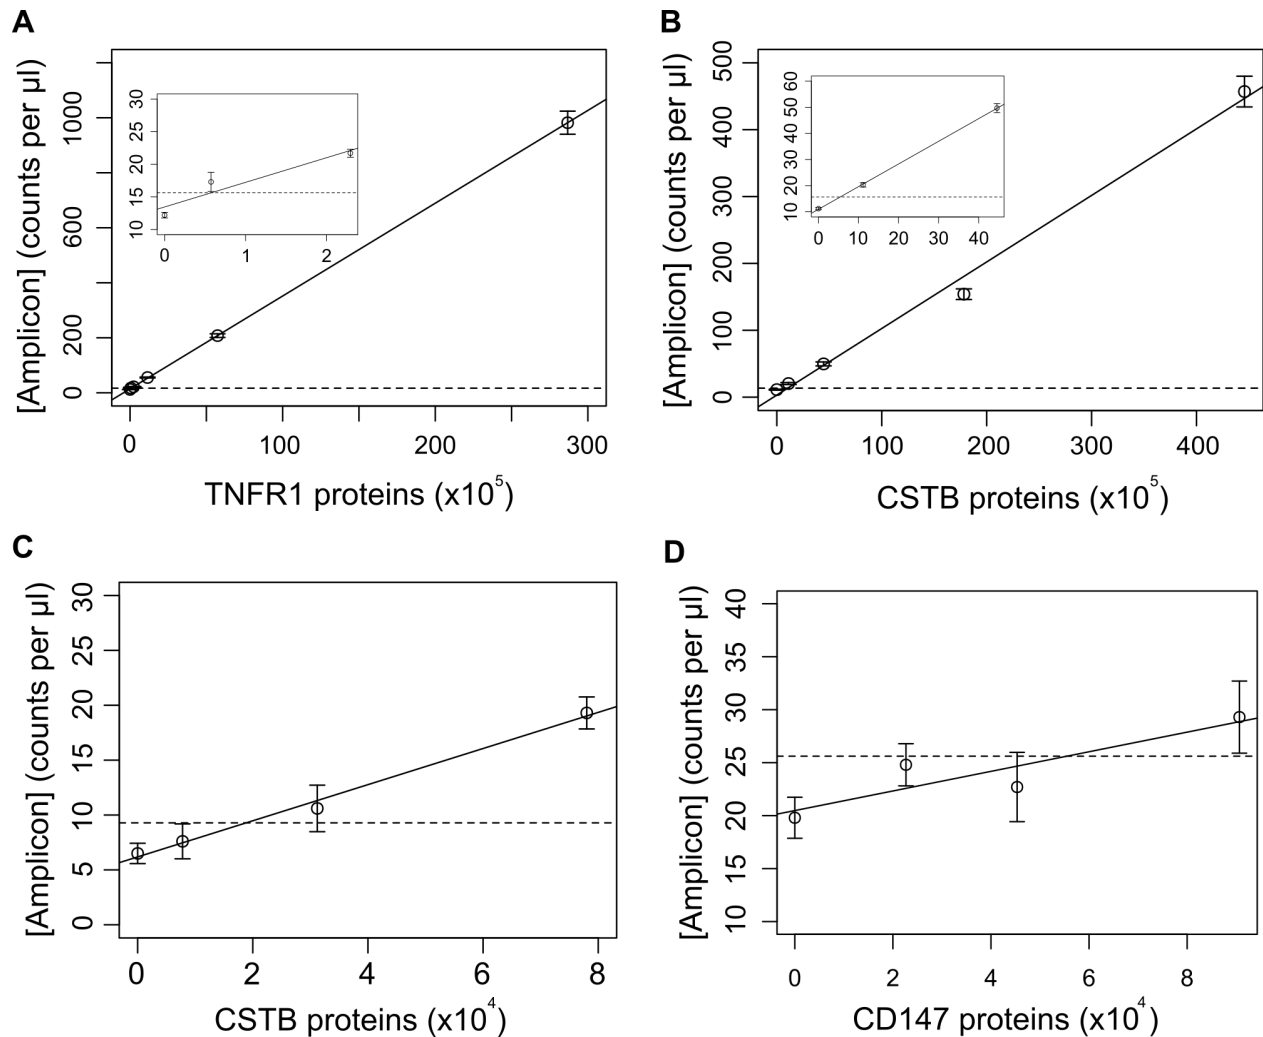 A
[Amplicon] (counts per µl)
0 200 600 1000
0 100 200 300
TNFR1 proteins (x10⁵)
10 15 20 25 30
0 1 2
B
[Amplicon] (counts per µl)
0 100 200 300 400 500
0 100 200 300 400
CSTB proteins (x10⁵)
10 20 30 40 50 60
0 10 20 30 40
C
[Amplicon] (counts per µl)
0 5 10 15 20 30
0 2 4 6 8
CSTB proteins (x10⁴)
D
[Amplicon] (counts per µl)
10 15 20 25 30 35 40
0 2 4 6 8
CD147 proteins (x10⁴)